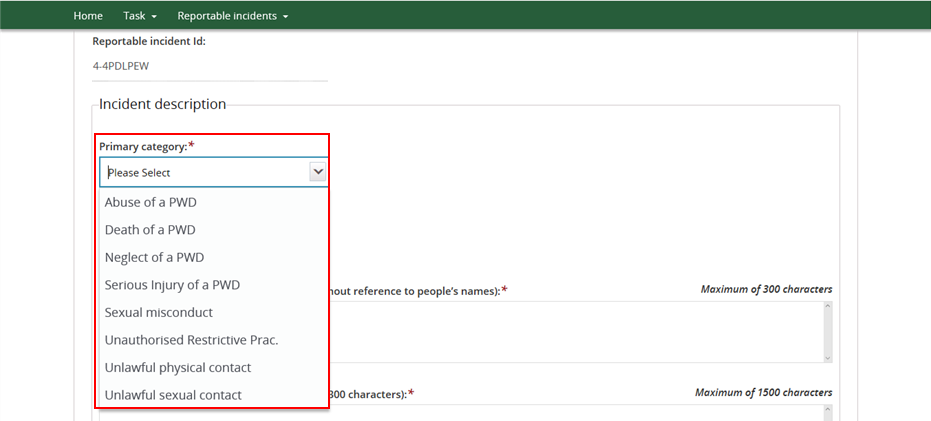 Home Task Reportable incidents
Reportable incident Id:
4-4PDLPEW
Incident description
Primary category:*
Please Select
Abuse of a PWD
Death of a PWD
Neglect of a PWD
Serious Injury of a PWD
Sexual misconduct
Unauthorised Restrictive Prac.
Unlawful physical contact
Unlawful sexual contact
hout reference to people's names):* Maximum of 300 characters
300 characters):* Maximum of 1500 characters